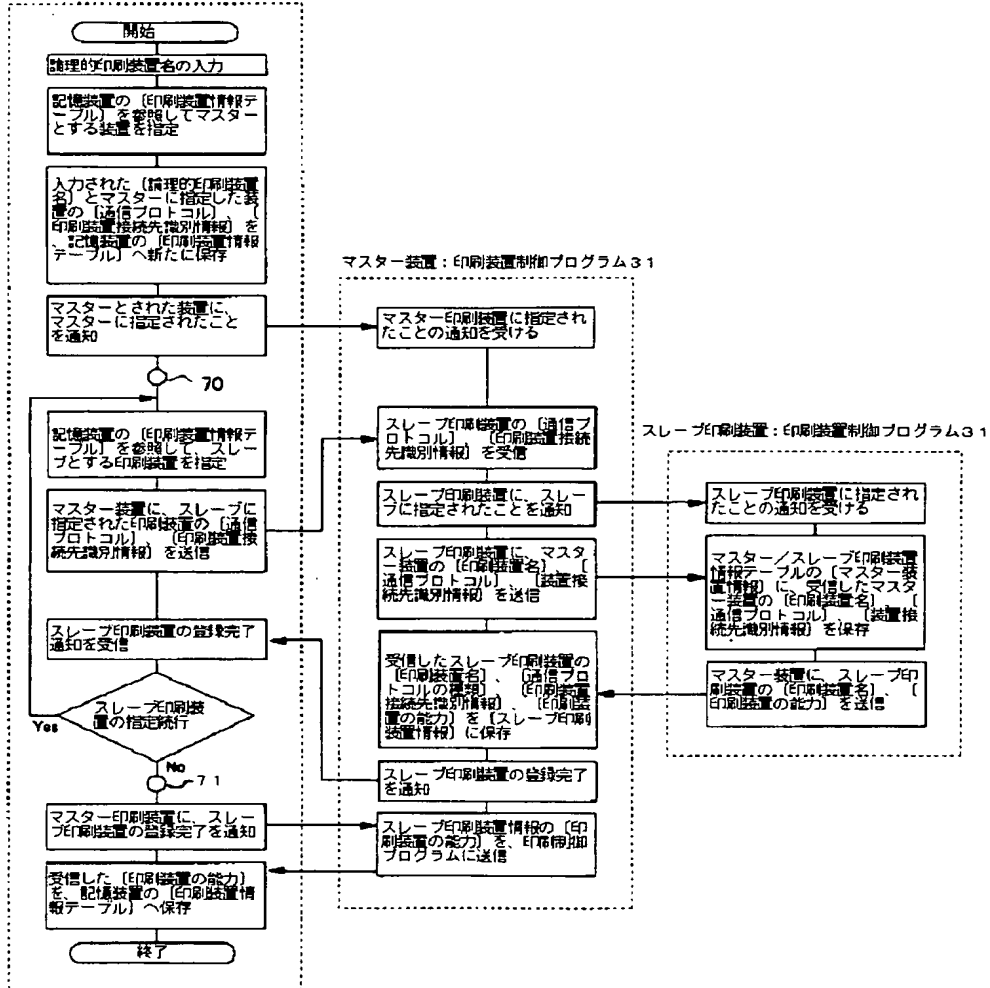 開始
論理的印刷装置名の入力
記憶装置の〔印刷装置情報テ
ーブル〕を参照してマスター
とする装置を指定
入力された〔論理的印刷装置
名〕とマスターに指定した装
置の〔通信プロトコル〕、〔
印刷装置接続先識別情報〕を
、記憶装置の〔印刷装置情報
テーブル〕へ新たに保存
マスターとされた装置に、
マスターに指定されたこと
を通知
70
記憶装置の〔印刷装置情報テ
ーブル〕を参照して、スレー
ブとする印刷装置を指定
マスター装置に、スレーブに
指定された印刷装置の〔通信
プロトコル〕、〔印刷装置接
続先識別情報〕を送信
スレーブ印刷装置の登録完了
通知を受信
スレーブ印刷装
置の指定続行
Yes
No
71
マスター印刷装置に、スレー
ブ印刷装置の登録完了を通知
受信した〔印刷装置の能力〕
を、記憶装置の〔印刷装置情
報テーブル〕へ保存
終了
マスター装置：印刷装置制御プログラム31
マスター印刷装置に指定され
たことの通知を受ける
スレーブ印刷装置の〔通信プ
ロトコル〕、〔印刷装置接続
先識別情報〕を受信
スレーブ印刷装置に、スレー
ブに指定されたことを通知
スレーブ印刷装置に、マスタ
ー装置の〔印刷装置名〕、〔
通信プロトコル〕、〔装置接
続先識別情報〕を送信
受信したスレーブ印刷装置の
〔印刷装置名〕、〔通信プロ
トコルの種類〕、〔印刷装置
接続先識別情報〕、〔印刷装
置の能力〕を〔スレーブ印刷
装置情報〕に保存
スレーブ印刷装置の登録完了
を通知
スレーブ印刷装置情報の〔印
刷装置の能力〕を、印刷制御
プログラムに送信
スレーブ印刷装置：印刷装置制御プログラム31
スレーブ印刷装置に指定され
たことの通知を受ける
マスター／スレーブ印刷装置
情報テーブルの〔マスター装
置情報〕に、受信したマスタ
ー装置の〔印刷装置名〕、〔
通信プロトコル〕、〔装置接
続先識別情報〕を保存
マスター装置に、スレーブ印
刷装置の〔印刷装置名〕、〔
印刷装置の能力〕を送信